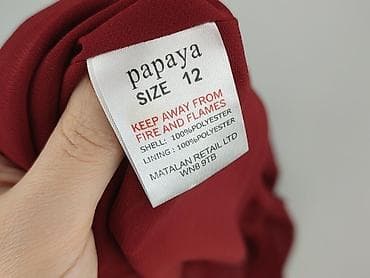 papaya
SIZE 12
KEEP AWAY FROM
FIRE AND FLAMES
SHELL: 100%POLYESTER
LINING : 100%POLYESTER
MATALAN RETAIL LTD
WN8 9TB